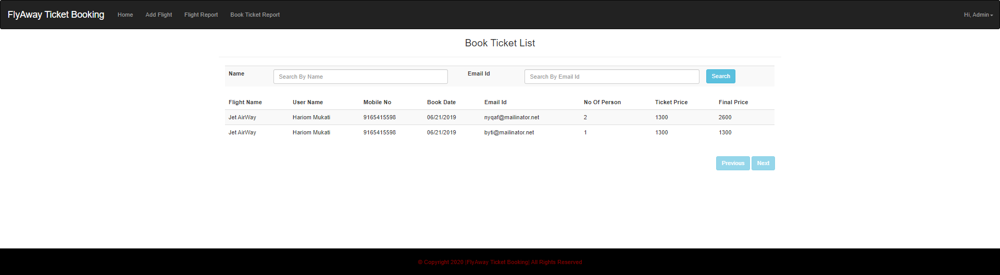 FlyAway Ticket Booking Home Add Flight Flight Report Book Ticket Report Hi, Admin
Book Ticket List
Name Search By Name Email Id Search By Email Id Search
Flight Name User Name Mobile No Book Date Email Id No Of Person Ticket Price Final Price
Jet AirWay Hariom Mukati 9165415598 06/21/2019 nyqaf@mailinator.net 2 1300 2600
Jet AirWay Hariom Mukati 9165415598 06/21/2019 byti@mailinator.net 1 1300 1300
Previous Next
© Copyright 2020 |FlyAway Ticket Booking| All Rights Reserved